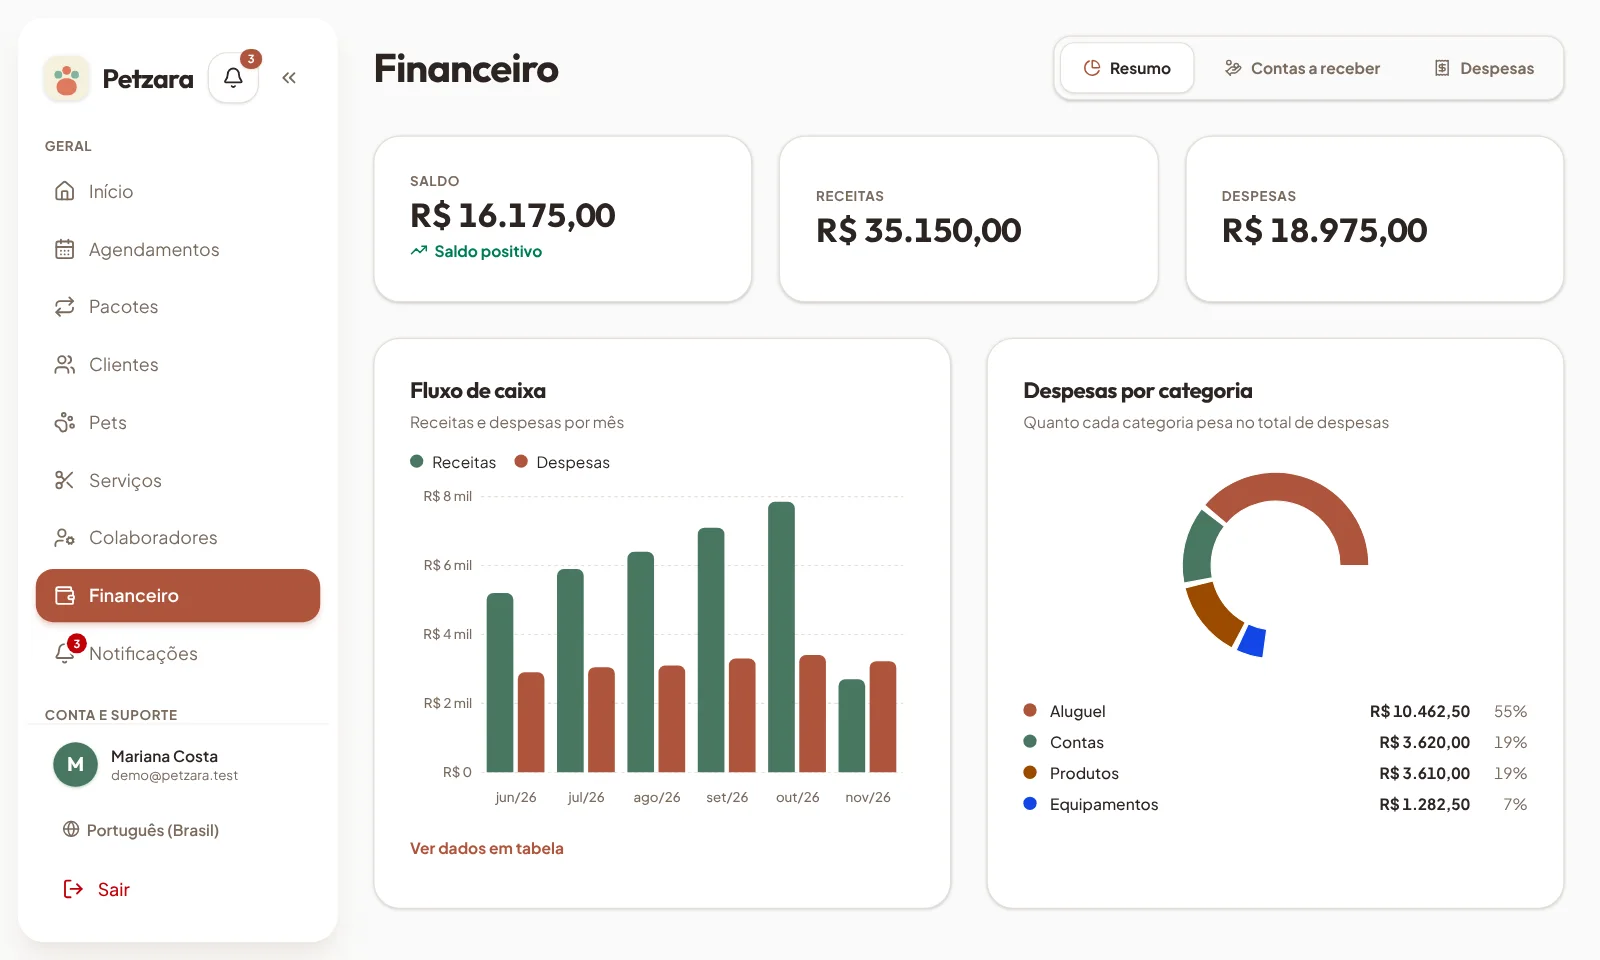 Petzara
3
GERAL
Início
Agendamentos
Pacotes
Clientes
Pets
Serviços
Colaboradores
Financeiro
3
Notificações
CONTA E SUPORTE
M
Mariana Costa
demo@petzara.test
Português (Brasil)
Sair
Financeiro
Resumo
Contas a receber
Despesas
SALDO
R$ 16.175,00
Saldo positivo
RECEITAS
R$ 35.150,00
DESPESAS
R$ 18.975,00
Fluxo de caixa
Receitas e despesas por mês
Receitas Despesas
R$ 8 mil
R$ 6 mil
R$ 4 mil
R$ 2 mil
R$ 0
jun/26 jul/26 ago/26 set/26 out/26 nov/26
Ver dados em tabela
Despesas por categoria
Quanto cada categoria pesa no total de despesas
Aluguel R$ 10.462,50 55%
Contas R$ 3.620,00 19%
Produtos R$ 3.610,00 19%
Equipamentos R$ 1.282,50 7%